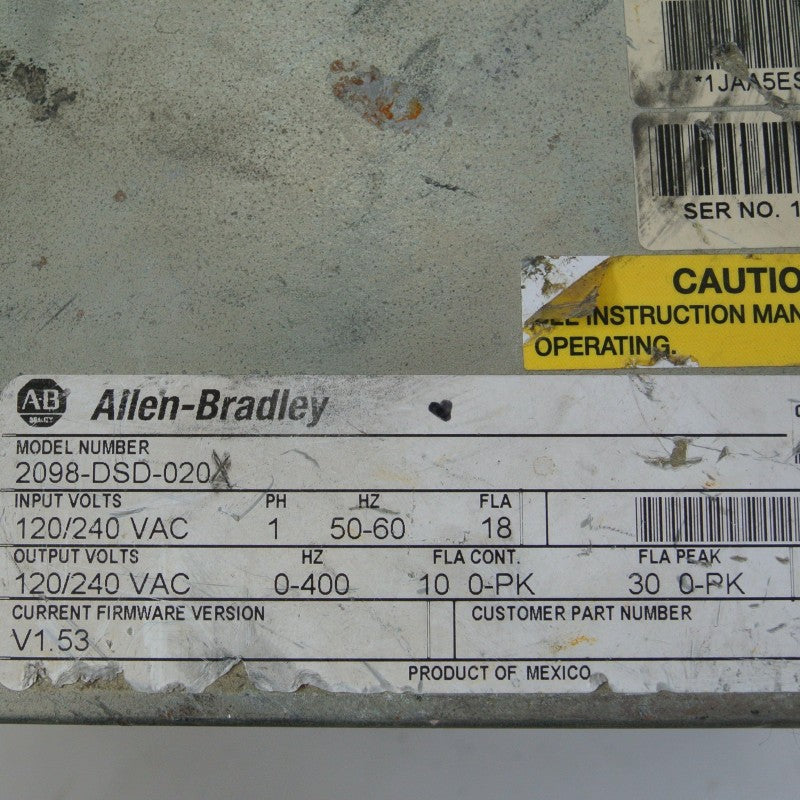 *1JAA5ES
SER NO. 1
CAUTIO
SEE INSTRUCTION MAN
OPERATING.
AB Allen-Bradley
MODEL NUMBER
2098-DSD-020X
INPUT VOLTS PH HZ FLA
120/240 VAC 1 50-60 18
OUTPUT VOLTS HZ FLA CONT. FLA PEAK
120/240 VAC 0-400 10 0-PK 30 0-PK
CURRENT FIRMWARE VERSION CUSTOMER PART NUMBER
V1.53
PRODUCT OF MEXICO